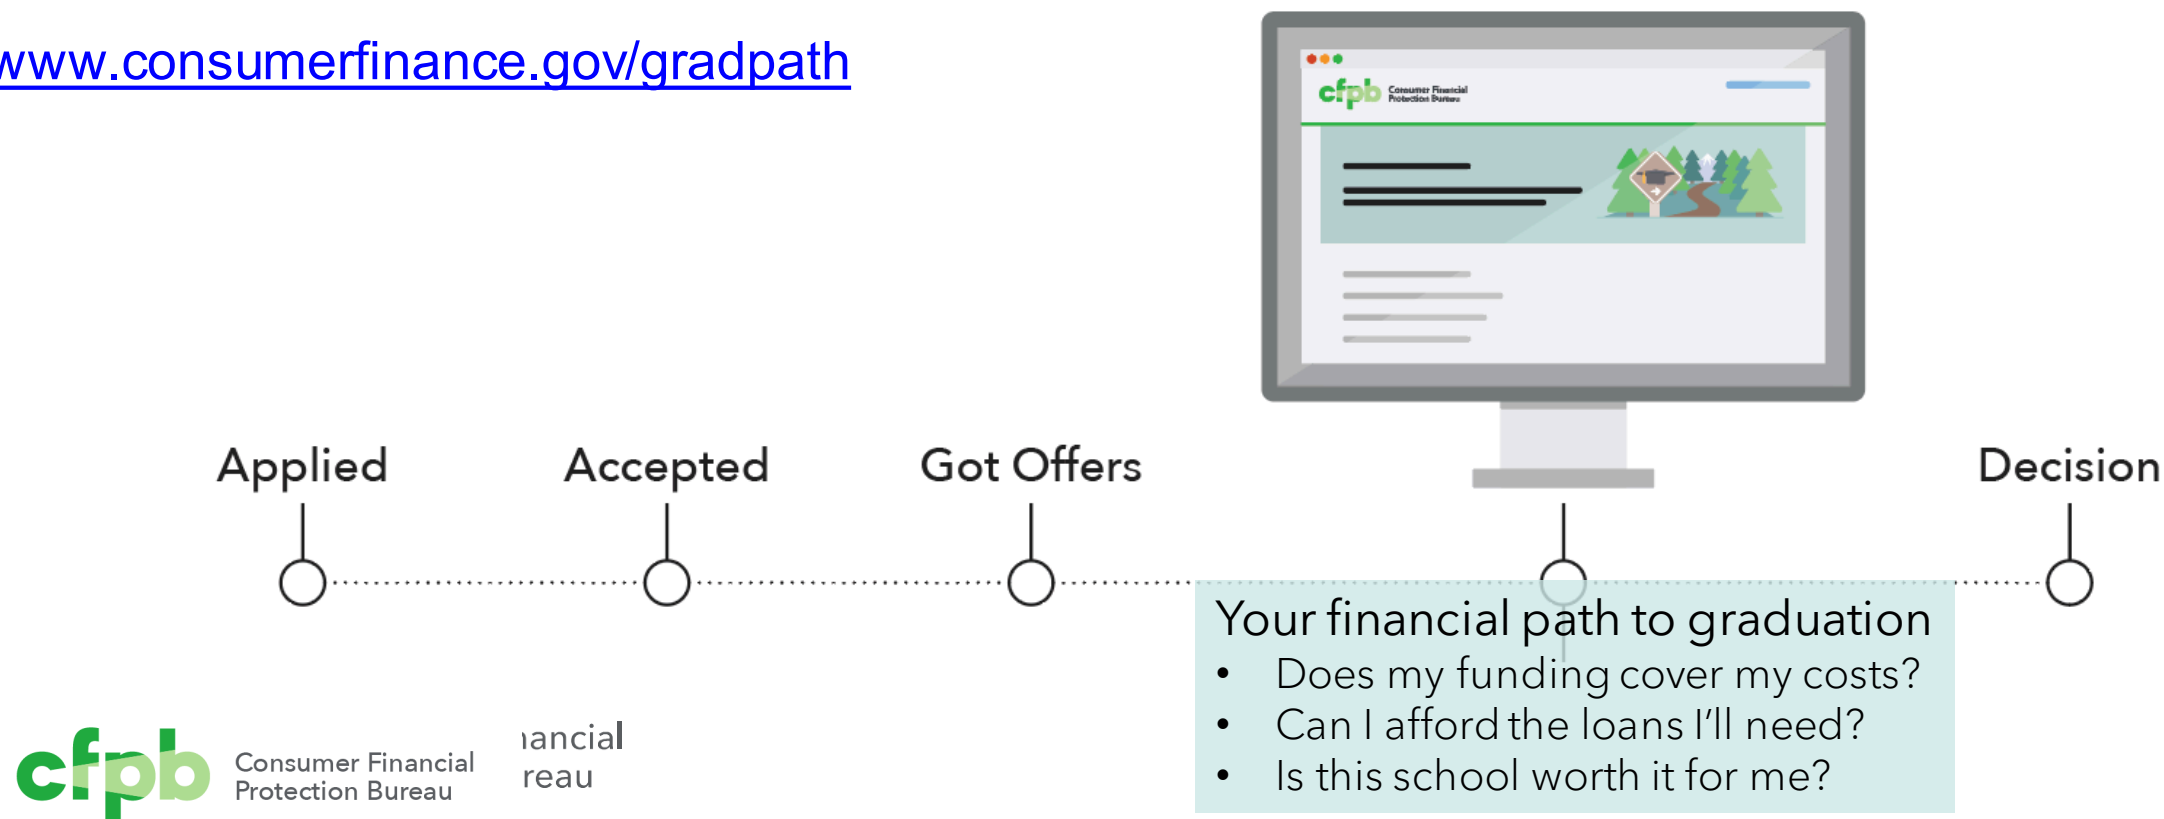 www.consumerfinance.gov/gradpath
cfpb Consumer Financial
Protection Bureau
Applied
Accepted
Got Offers
Decision
Your financial path to graduation
• Does my funding cover my costs?
• Can I afford the loans I'll need?
• Is this school worth it for me?
cfpb Consumer Financial
Protection Bureau
ancial
reau